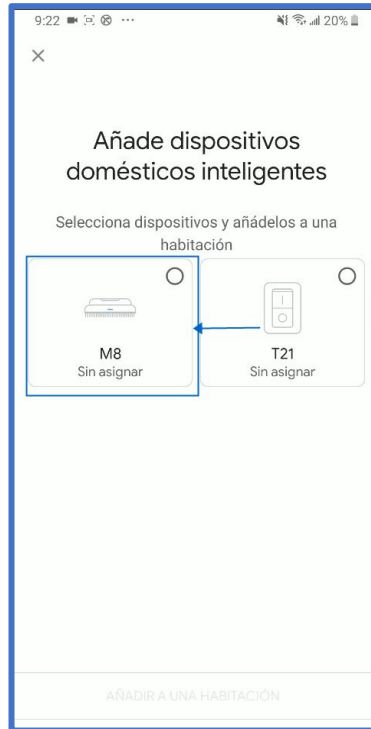 9:22 ... 20%
Añade dispositivos
domésticos inteligentes
Selecciona dispositivos y añádelos a una
habitación
M8
Sin asignar
T21
Sin asignar
AÑADIR A UNA HABITACIÓN